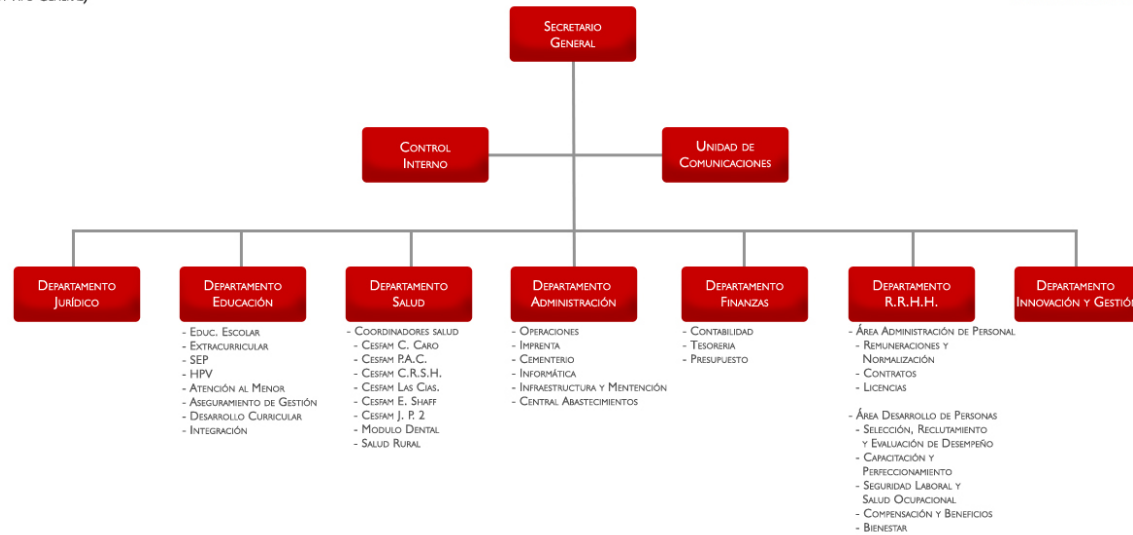 SECRETARIO
GENERAL
CONTROL
INTERNO
UNIDAD DE
COMUNICACIONES
DEPARTAMENTO
JURÍDICO
DEPARTAMENTO
EDUCACIÓN
- EDUC. ESCOLAR
- EXTRACURRICULAR
- SEP
- HPV
- ATENCIÓN AL MENOR
- ASEGURAMIENTO DE GESTIÓN
- DESARROLLO CURRICULAR
- INTEGRACIÓN
DEPARTAMENTO
SALUD
- COORDINADORES SALUD
- CESFAM C. CARO
- CESFAM P.A.C.
- CESFAM C.R.S.H.
- CESFAM LAS CIAS.
- CESFAM E. SHAFF
- CESFAM J. P. 2
- MODULO DENTAL
- SALUD RURAL
DEPARTAMENTO
ADMINISTRACIÓN
- OPERACIONES
- IMPRENTA
- CEMENTERIO
- INFORMÁTICA
- INFRAESTRUCTURA Y MENTENCIÓN
- CENTRAL ABASTECIMIENTOS
DEPARTAMENTO
FINANZAS
- CONTABILIDAD
- TESORERIA
- PRESUPUESTO
DEPARTAMENTO
R.R.H.H.
- ÁREA ADMINISTRACIÓN DE PERSONAL
- REMUNERACIONES Y
NORMALIZACIÓN
- CONTRATOS
- LICENCIAS
- ÁREA DESARROLLO DE PERSONAS
- SELECCIÓN, RECLUTAMIENTO
Y EVALUACIÓN DE DESEMPEÑO
- CAPACITACIÓN Y
PERFECCIONAMIENTO
- SEGURIDAD LABORAL Y
SALUD OCUPACIONAL
- COMPENSACIÓN Y BENEFICIOS
- BIENESTAR
DEPARTAMENTO
INNOVACIÓN Y GESTIÓN